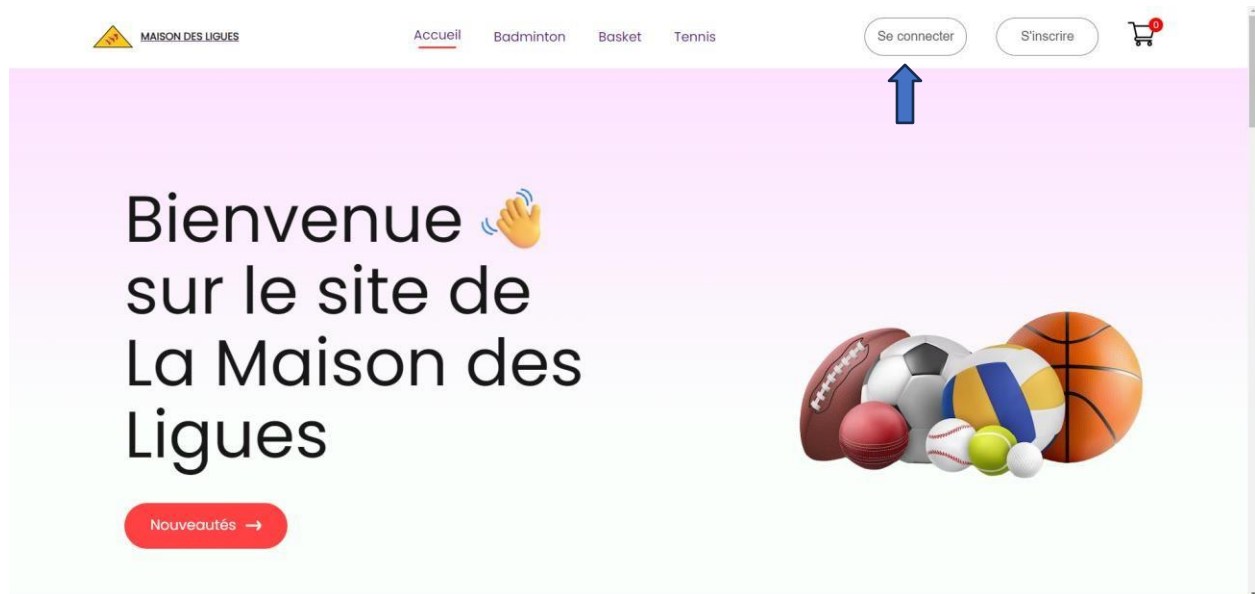 MAISON DES LIGUES
Accueil Badminton Basket Tennis
Se connecter S'inscrire 0
Bienvenue
sur le site de
La Maison des
Ligues
Nouveautés →